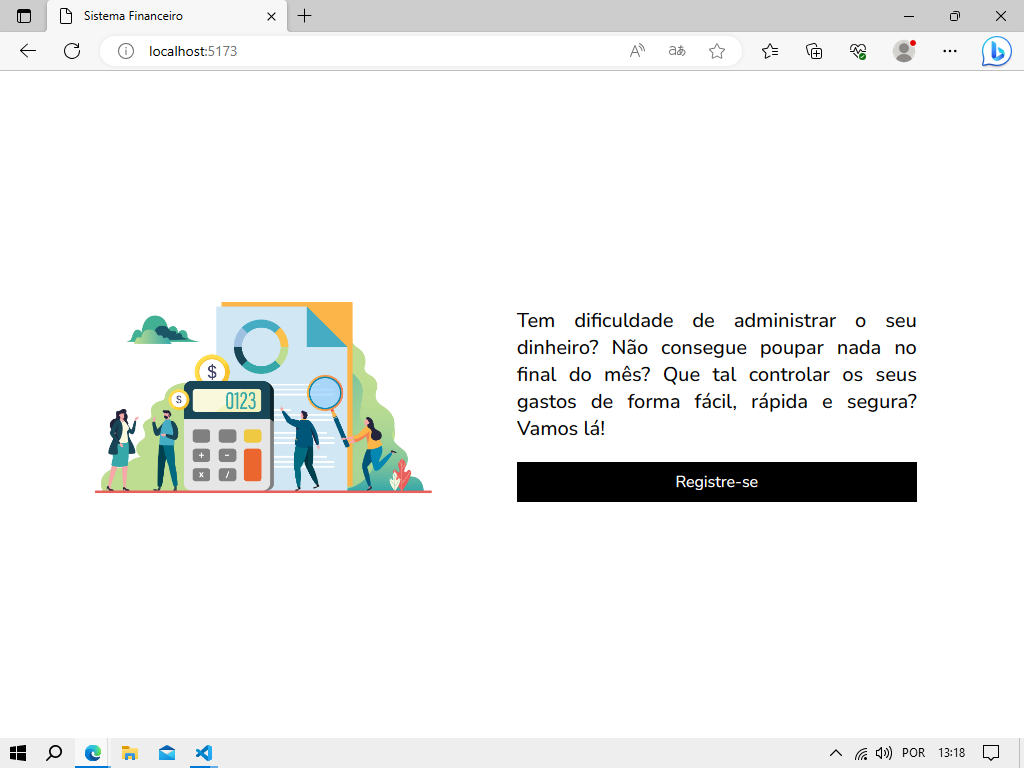 Sistema Financeiro
localhost:5173
Tem dificuldade de administrar o seu
dinheiro? Não consegue poupar nada no
final do mês? Que tal controlar os seus
gastos de forma fácil, rápida e segura?
Vamos lá!
Registre-se
$
$
0123
+ -
x /
POR
13:18